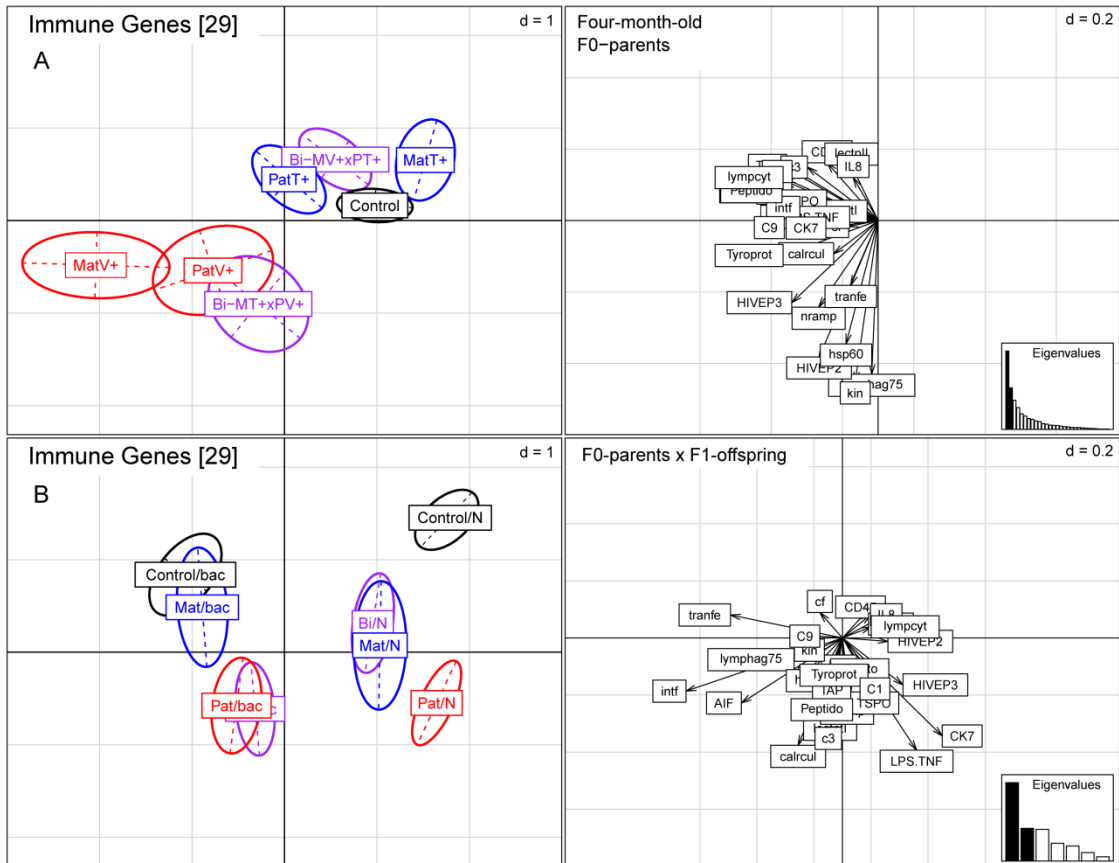 Immune Genes [29]
d = 1
A
Bi−MV+xPT+
MatT+
PatT+
Control
MatV+
PatV+
Bi−MT+xPV+
Four−month−old
d = 0.2
F0−parents
IL8
c3
lympcyt
Peptido
intf
C9
CK7
Tyroprot
calrcul
HIVEP3
tranfe
nramp
hsp60
HIVEP2
kin
Eigenvalues
Immune Genes [29]
d = 1
B
Control/N
Control/bac
Mat/bac
Bi/N
Mat/N
Pat/bac
Pat/N
F0-parents x F1-offspring
d = 0.2
cf
tranfe
lympcyt
C9
HIVEP2
kin
lymphag75
Tyroprot
intf
C1
HIVEP3
AIF
TAP
TSPO
Peptido
c3
CK7
calrcul
LPS.TNF
Eigenvalues